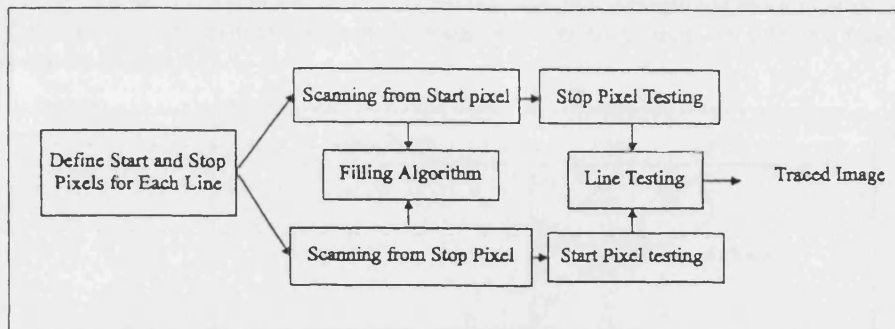 Scanning from Start pixel
Stop Pixel Testing
Define Start and Stop
Pixels for Each Line
Filling Algorithm
Line Testing
Traced Image
Scanning from Stop Pixel
Start Pixel testing